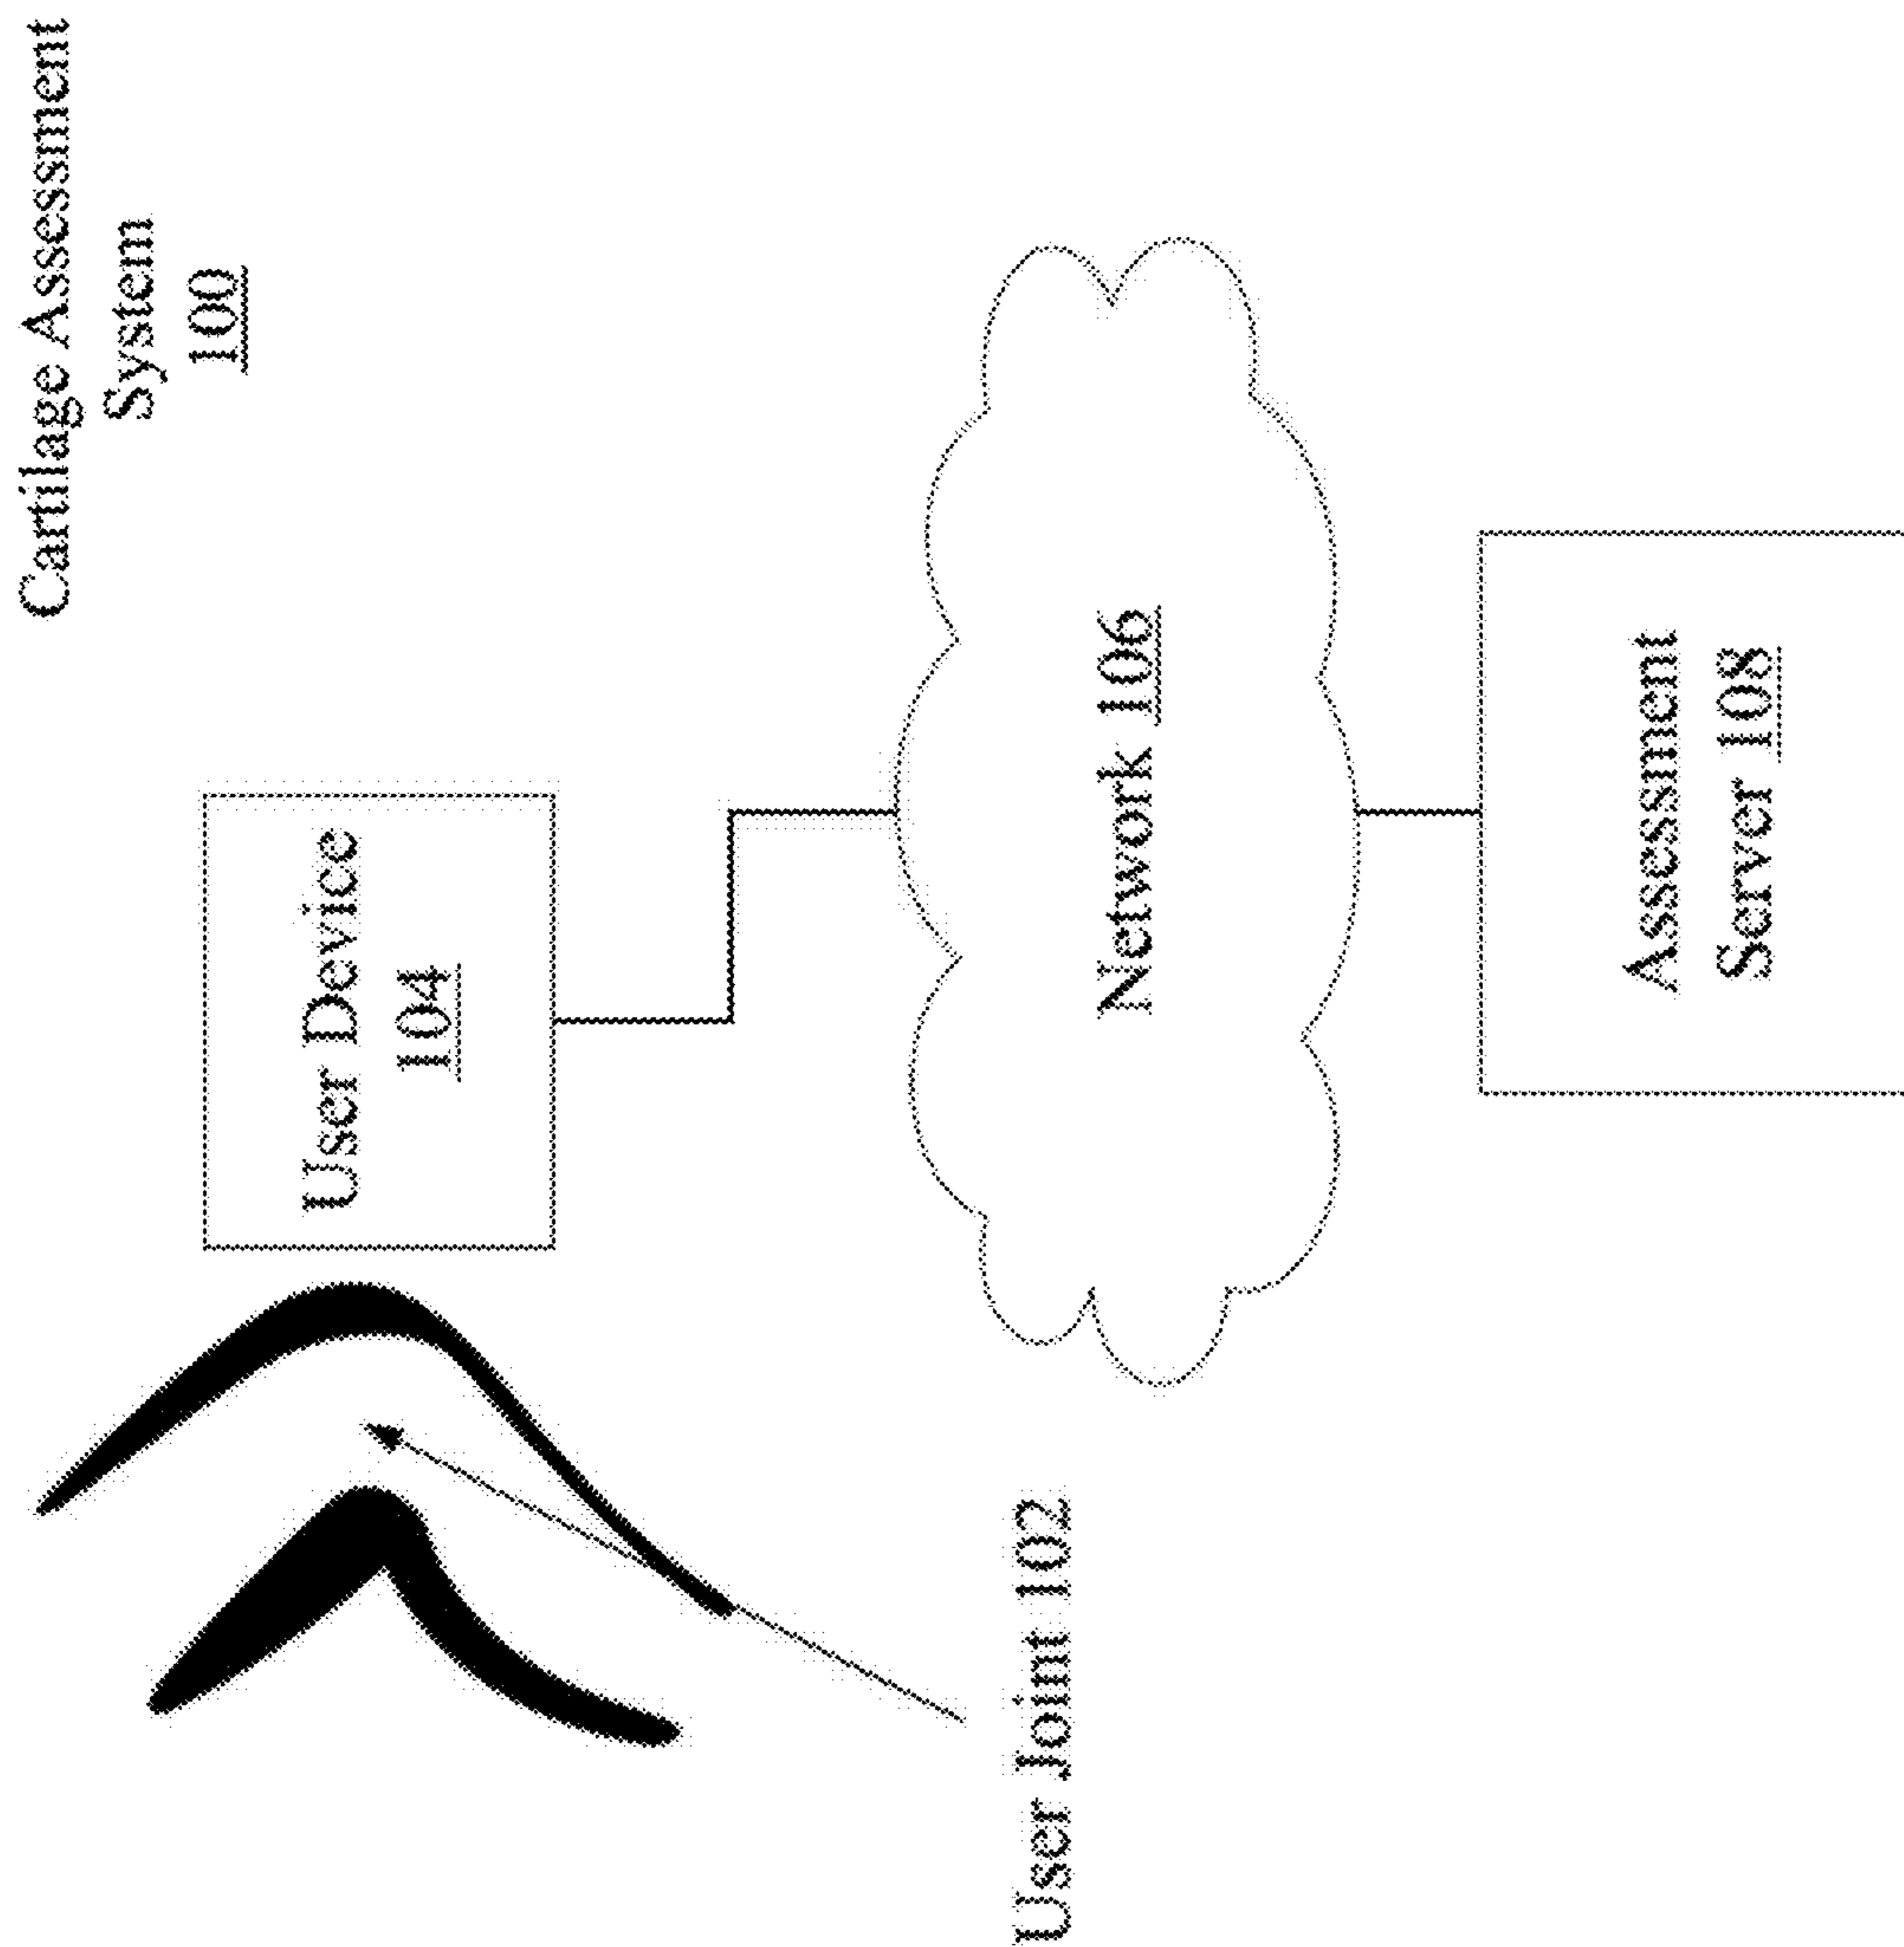 Cartilage Assessment
System
100
User Device
104
User Joint 102
Network 106
Assessment
Server 108